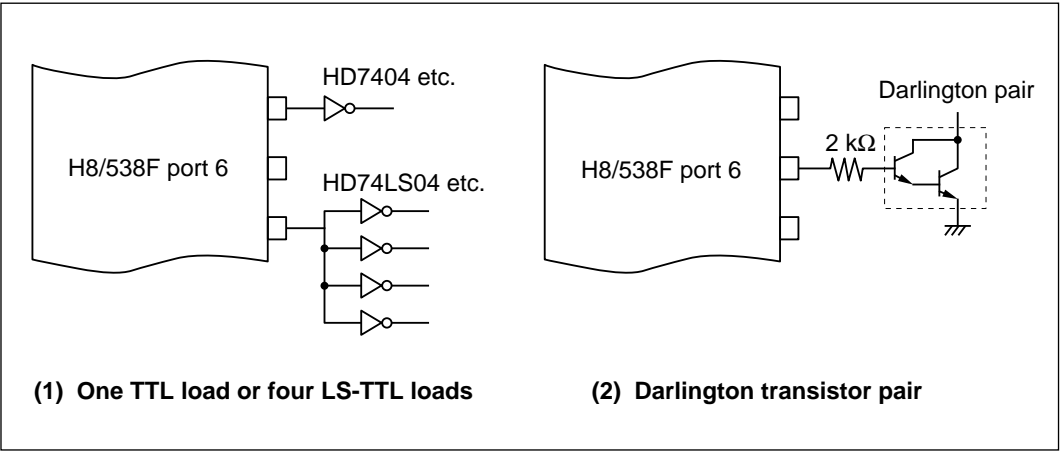 HD7404 etc.
H8/538F port 6
HD74LS04 etc.
(1) One TTL load or four LS-TTL loads
Darlington pair
2 kΩ
H8/538F port 6
(2) Darlington transistor pair